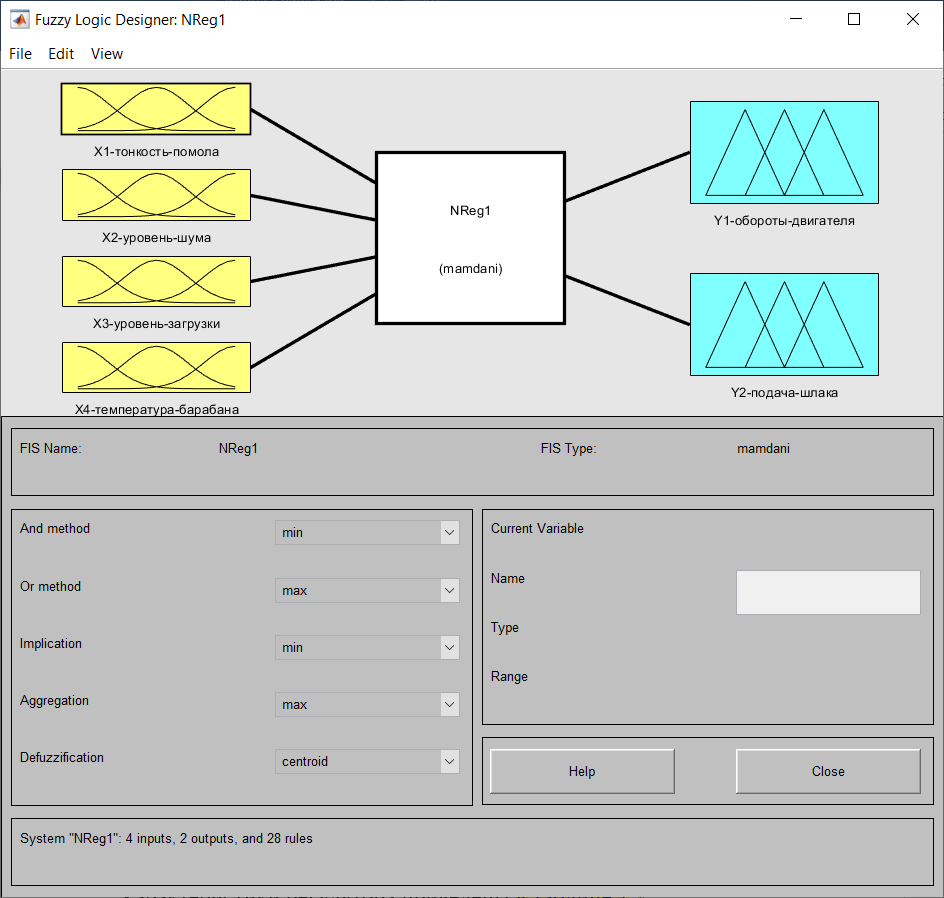 Fuzzy Logic Designer: NReg1
File Edit View
X1-тонкость-помола
X2-уровень-шума
X3-уровень-загрузки
X4-температура-барабана
NReg1
(mamdani)
Y1-обороты-двигателя
Y2-подача-шлака
FIS Name: NReg1 FIS Type: mamdani
And method min
Or method max
Implication min
Aggregation max
Defuzzification centroid
Current Variable
Name
Type
Range
Help Close
System "NReg1": 4 inputs, 2 outputs, and 28 rules